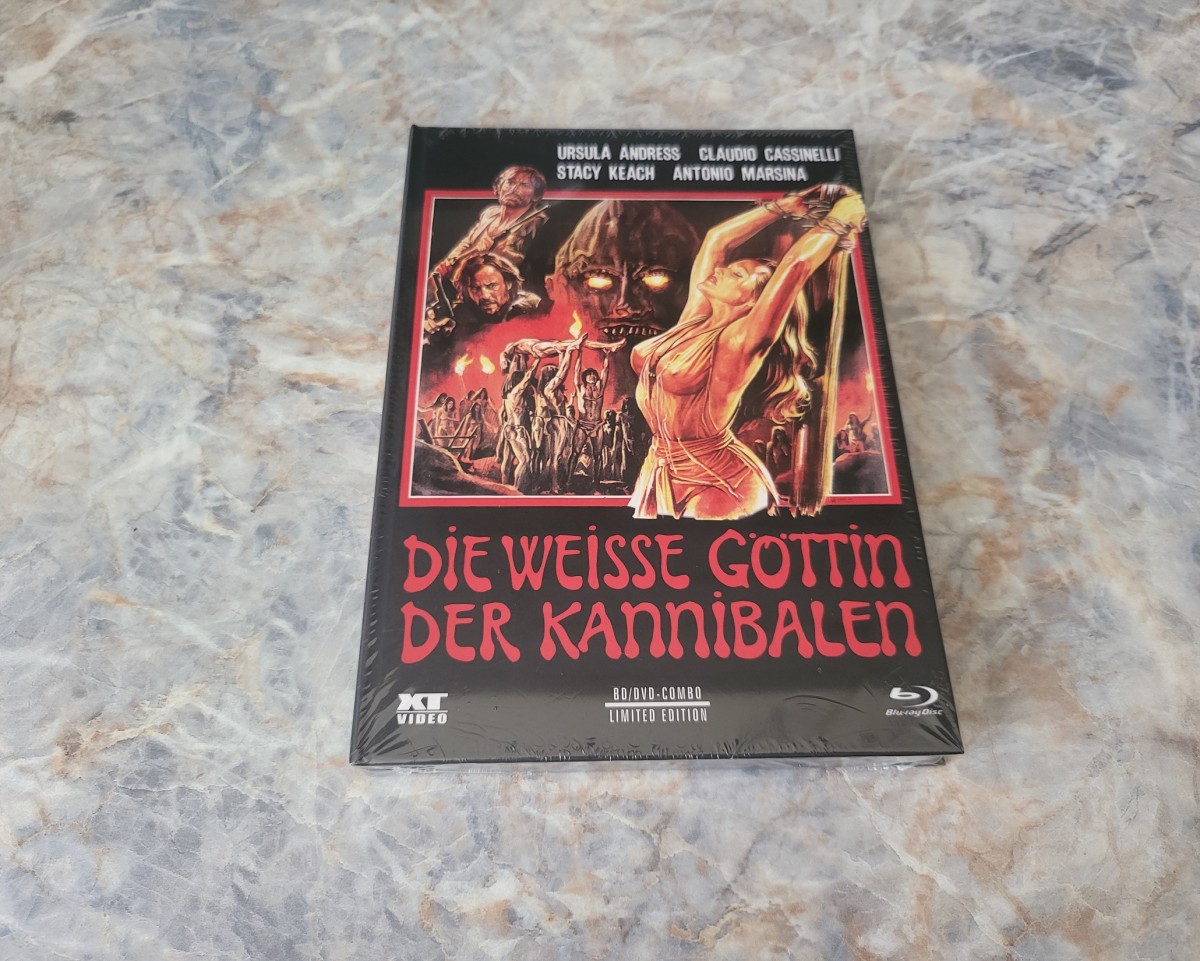 URSULA ANDRESS CLAUDIO CASSINELLI
STACY KEACH ANTONIO MARSINA
DIE WEISSE GÖTTIN
DER KANNIBALEN
XT
VIDEO
BD/DVD-COMBO
LIMITED EDITION
Blu-ray Disc